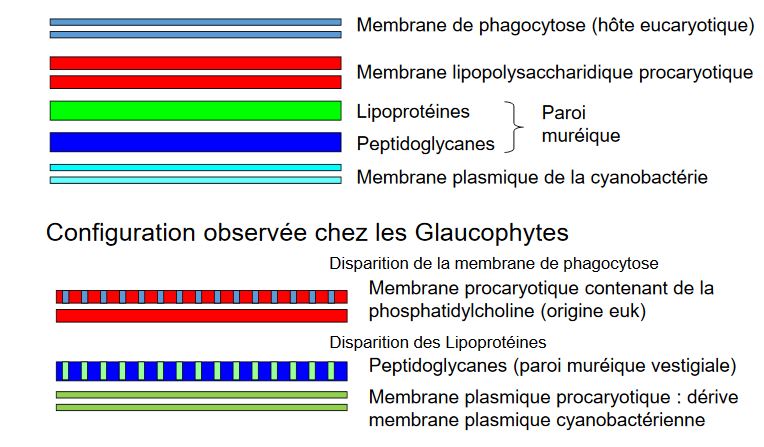 Membrane de phagocytose (hôte eucaryotique)
Membrane lipopolysaccharidique procaryotique
Lipoprotéines
Peptidoglycanes
Paroi
muréique
Membrane plasmique de la cyanobactérie
Configuration observée chez les Glaucophytes
Disparition de la membrane de phagocytose
Membrane procaryotique contenant de la
phosphatidylcholine (origine euk)
Disparition des Lipoprotéines
Peptidoglycanes (paroi muréique vestigiale)
Membrane plasmique procaryotique : dérive
membrane plasmique cyanobactérienne